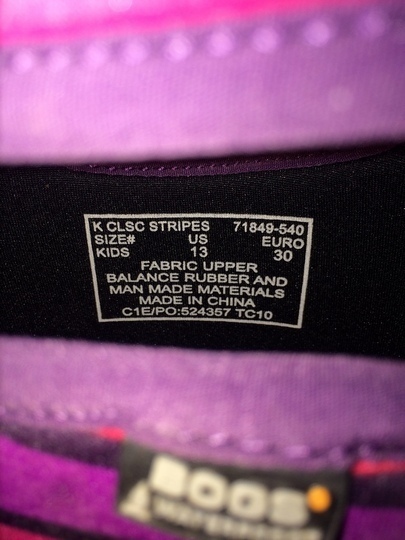 K CLSC STRIPES 71849-540
SIZE# US EURO
KIDS 13 30
FABRIC UPPER
BALANCE RUBBER AND
MAN MADE MATERIALS
MADE IN CHINA
C1E/PO:524357 TC10
BOGS